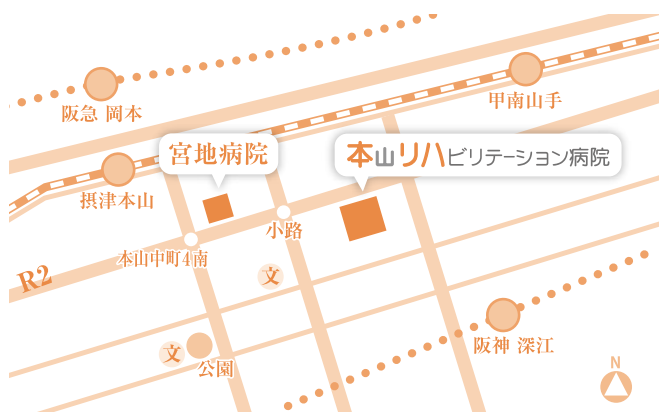 阪急 岡本
甲南山手
宮地病院
本山リハビリテーション病院
摂津本山
小路
本山中町4南
R2
文
文
公園
阪神 深江
N